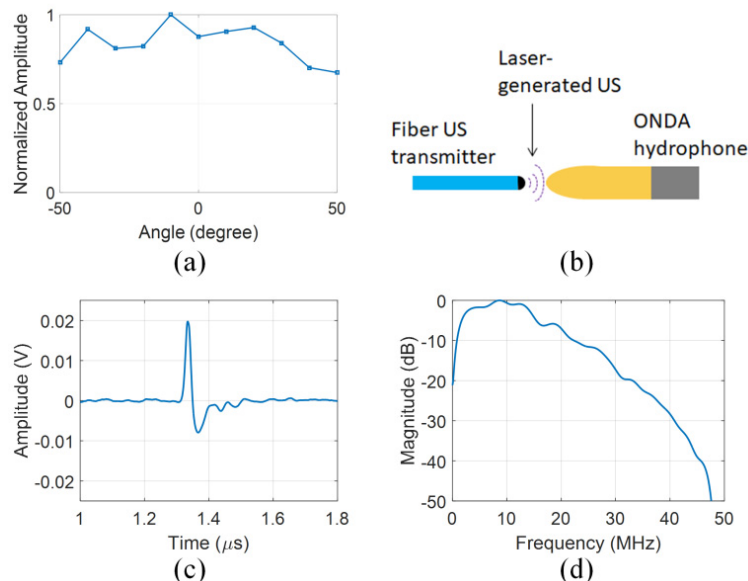 1
0.5
0
-50
0
50
Normalized Amplitude
Angle (degree)
(a)
Laser-
generated US
Fiber US
transmitter
ONDA
hydrophone
(b)
0.02
0.01
0
-0.01
-0.02
1
1.2
1.4
1.6
1.8
Amplitude (V)
Time (μs)
(c)
0
-10
-20
-30
-40
-50
0
10
20
30
40
50
Magnitude (dB)
Frequency (MHz)
(d)